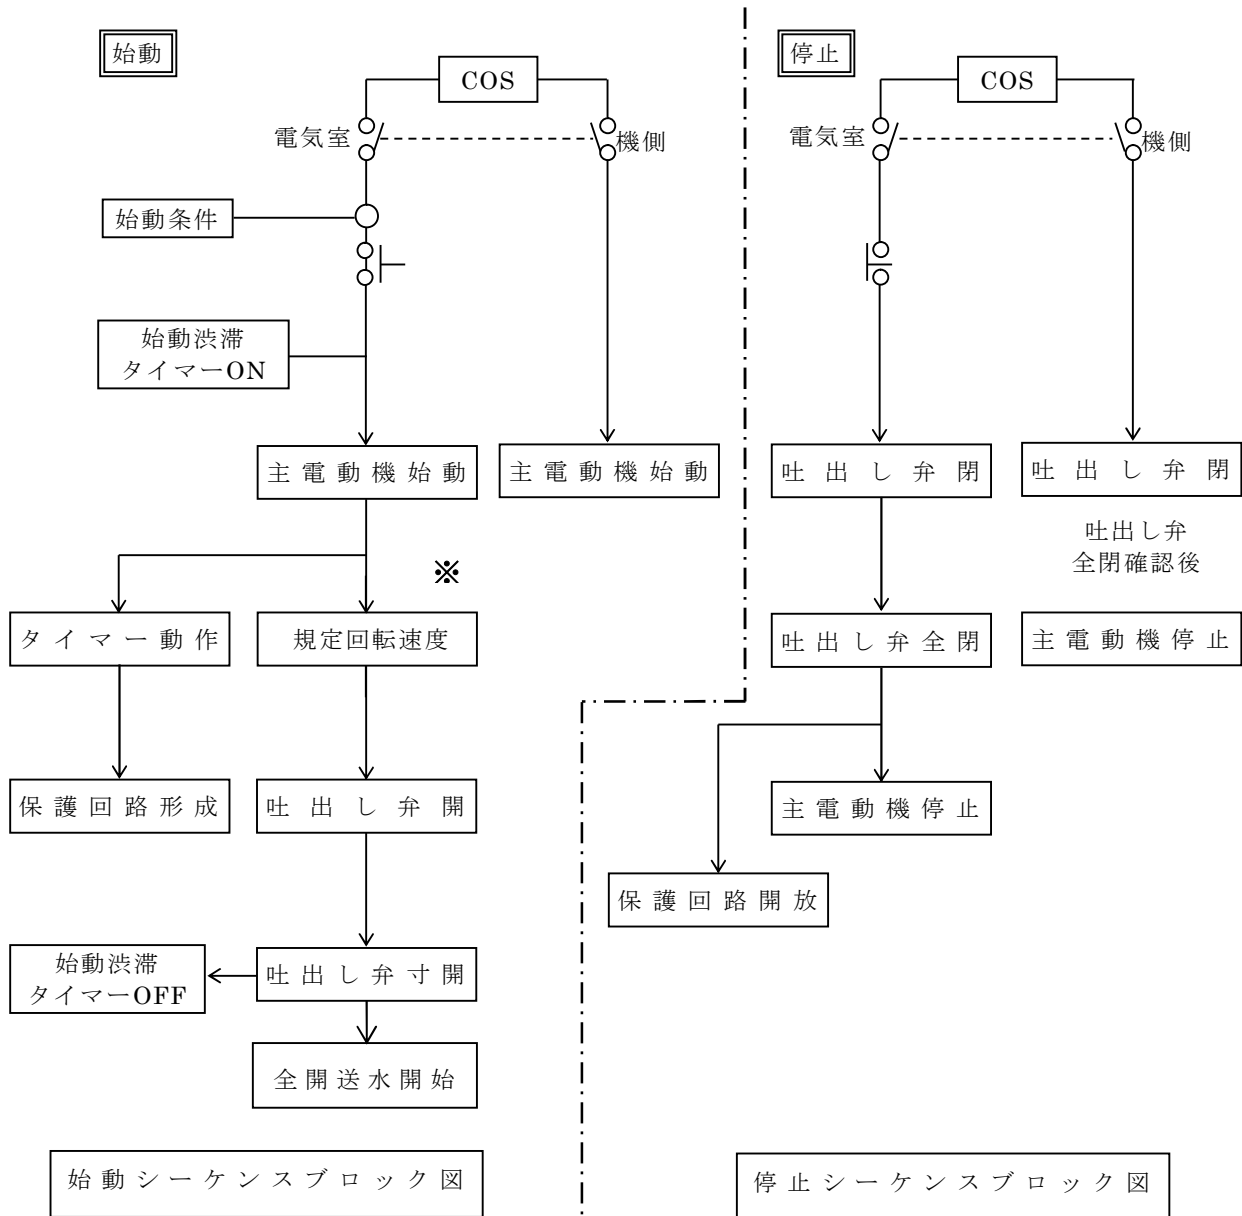 始動
COS
電気室
機側
始動条件
始動渋滞
タイマーON
主電動機始動
主電動機始動
※
タイマー動作
規定回転速度
保護回路形成
吐出し弁開
始動渋滞
タイマーOFF
吐出し弁寸開
全開送水開始
始動シーケンスブロック図
停止
COS
電気室
機側
吐出し弁閉
吐出し弁閉
吐出し弁
全閉確認後
吐出し弁全閉
主電動機停止
主電動機停止
保護回路開放
停止シーケンスブロック図